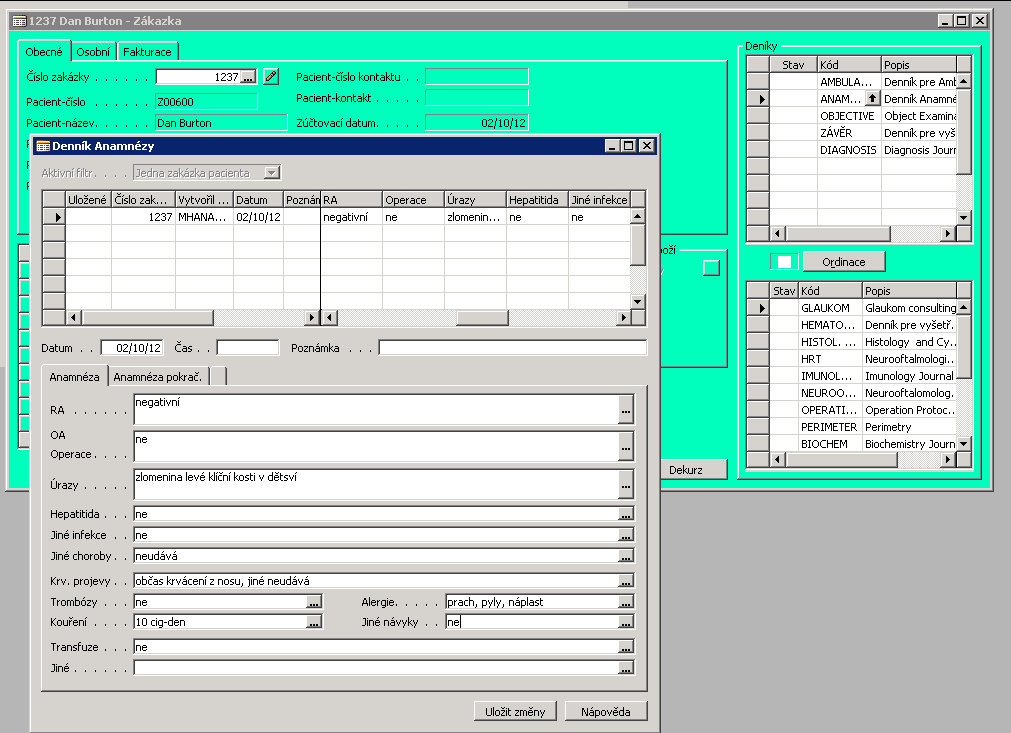 1237 Dan Burton - Zákazka
Obecné Osobní Fakturace
Číslo zakázky . . . . . . 1237 ...
Pacient-číslo kontaktu . .
Pacient-číslo . . . . . . Z00600
Pacient-kontakt . . . . .
Pacient-název. . . . . . Dan Burton
Zúčtovací datum. . . . . 02/10/12
Deníky
Stav Kód Popis
AMBULA... Denník pre Amb
ANAM... Denník Anamné
OBJECTIVE Object Examina
ZÁVĚR Denník pre vyš
DIAGNOSIS Diagnosis Journ
Ordinace
Stav Kód Popis
GLAUKOM Glaukom consulting
HEMATO... Denník pre vyšetř.
HISTOL. ... Histology and Cy...
HRT Neurooftalmologi...
IMUNOL... Imunology Journal
NEUROO... Neurooftalomolog.
OPERATI... Operation Protoc..
PERIMETER Perimetry
BIOCHEM Biochemistry Journ
Dekurz
Denník Anamnézy
Aktivní filtr. . . . Jedna zakázka pacienta
Uložené Číslo zak... Vytvořil ... Datum Poznám RA Operace Úrazy Hepatitida Jiné infekce
1237 MHANA... 02/10/12 negativní ne zlomenin... ne ne
Datum . . 02/10/12 Čas . . Poznámka . . .
Anamnéza Anamnéza pokrač.
RA . . . . . . negativní ...
OA
Operace . . . . ne ...
Úrazy . . . . . zlomenina levé klíční kosti v dětsví ...
Hepatitida . . . ne ...
Jiné infekce . . ne ...
Jiné choroby . . neudává ...
Krv. projevy . . občas krvácení z nosu, jiné neudává ...
Trombózy . . . ne ... Alergie. . . . . prach, pyly, náplast ...
Kouření. . . . . 10 cig-den ... Jiné návyky . . ne ...
Transfuze . . . ne ...
Jiné . . . . . . ...
Uložit změny Nápověda